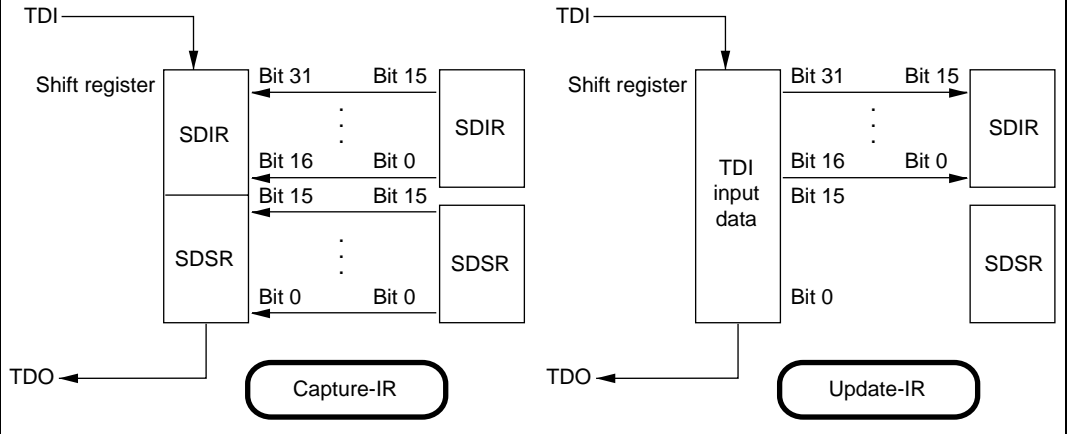 TDI
Shift register
Bit 31 Bit 15
SDIR
SDIR
Bit 16 Bit 0
Bit 15 Bit 15
SDSR
SDSR
Bit 0 Bit 0
TDO
Capture-IR
TDI
Shift register
Bit 31 Bit 15
SDIR
TDI
input
data
Bit 16 Bit 0
Bit 15
SDSR
Bit 0
TDO
Update-IR